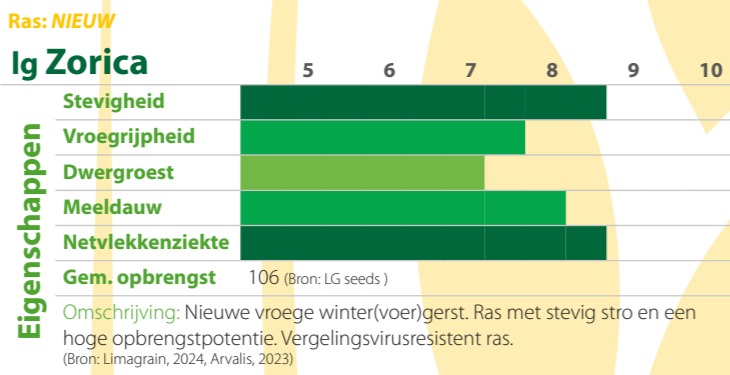 Ras: NIEUW
lg Zorica
5 6 7 8 9 10
Eigenschappen
Stevigheid
Vroegrijpheid
Dwergroest
Meeldauw
Netvlekkenziekte
Gem. opbrengst 106 (Bron: LG seeds )
Omschrijving: Nieuwe vroege winter(voer)gerst. Ras met stevig stro en een
hoge opbrengstpotentie. Vergelingsvirusresistent ras.
(Bron: Limagrain, 2024, Arvalis, 2023)